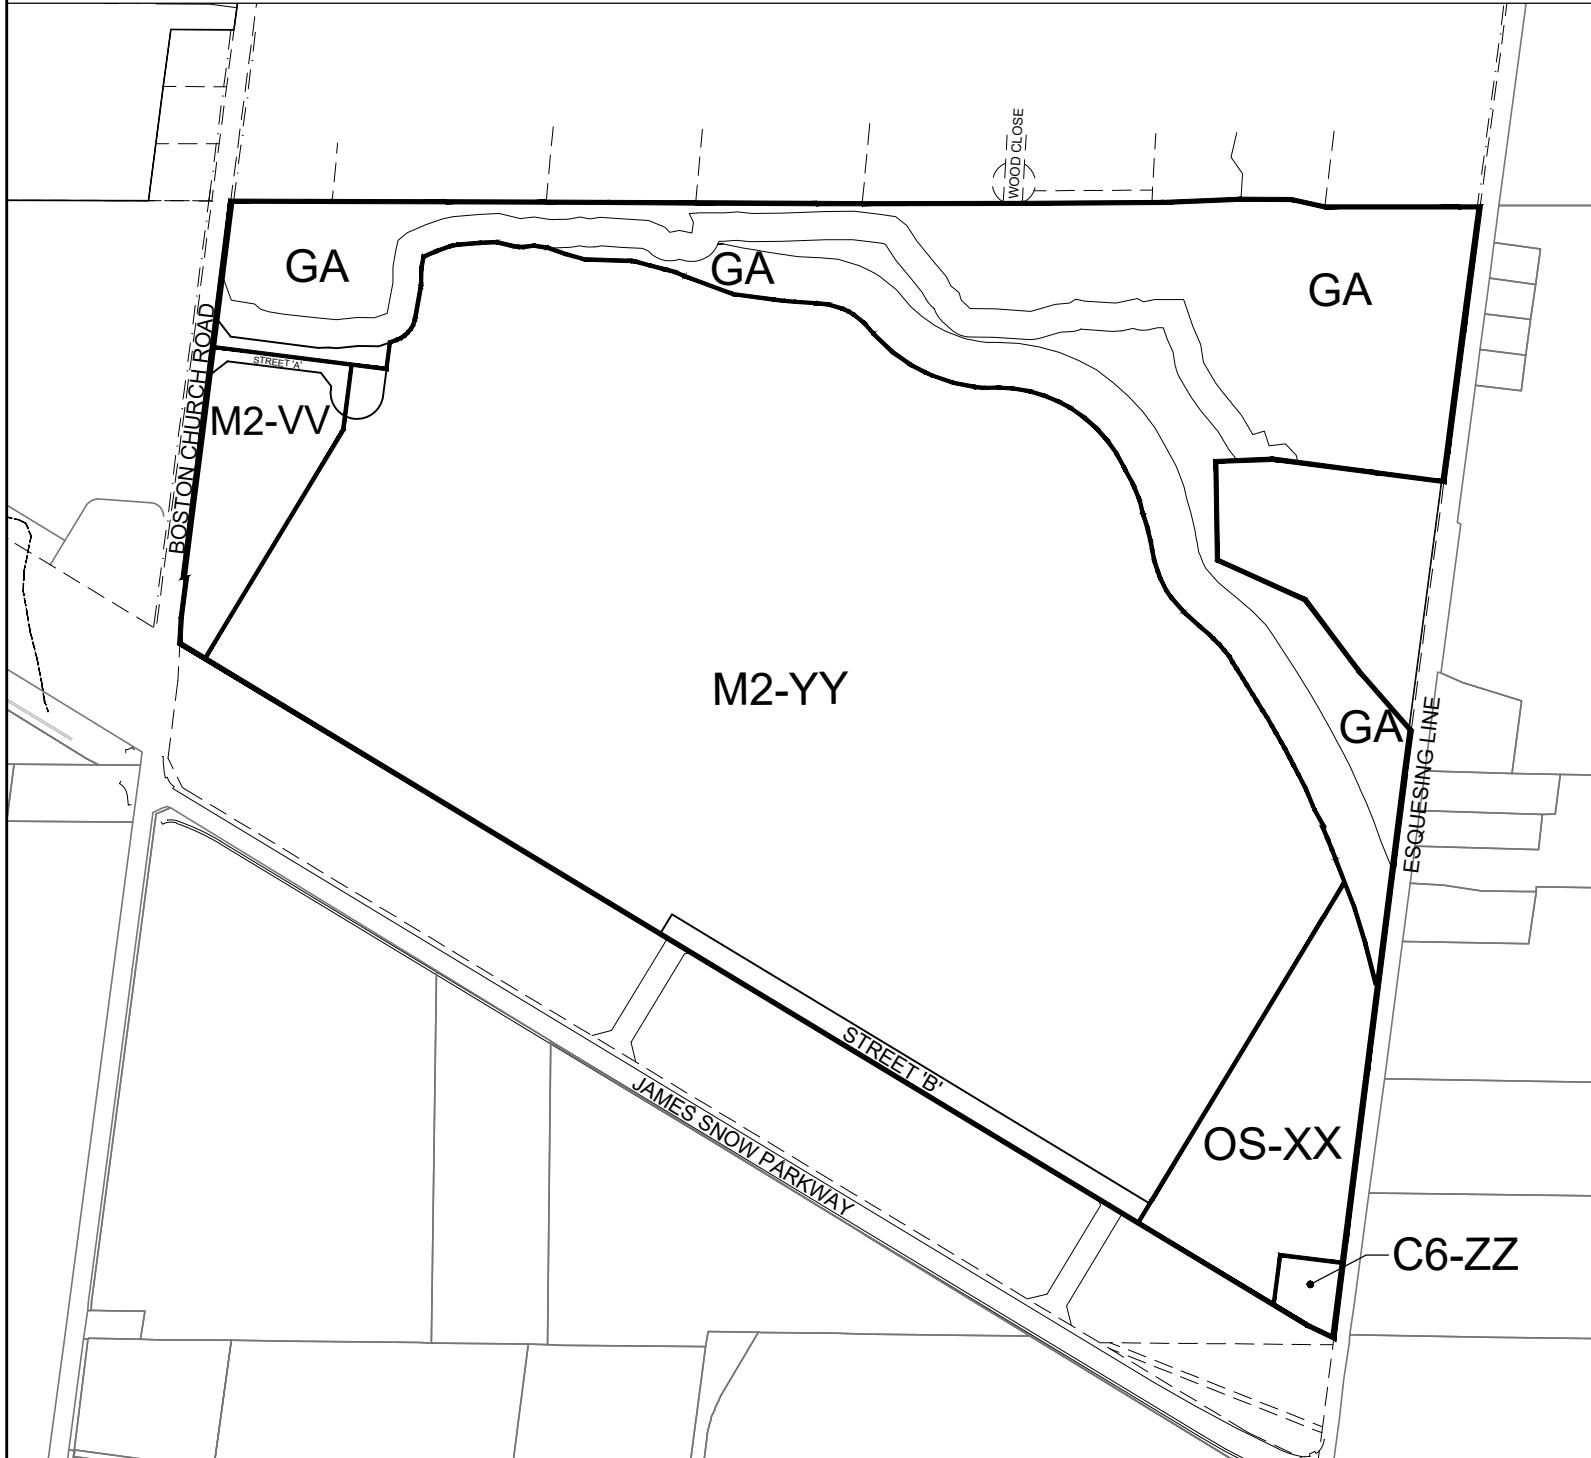 WOOD CLOSE
GA
GA
GA
BOSTON CHURCH ROAD
STREET 'A'
M2-VV
M2-YY
GA
ESQUESING LINE
STREET 'B'
JAMES SNOW PARKWAY
OS-XX
C6-ZZ